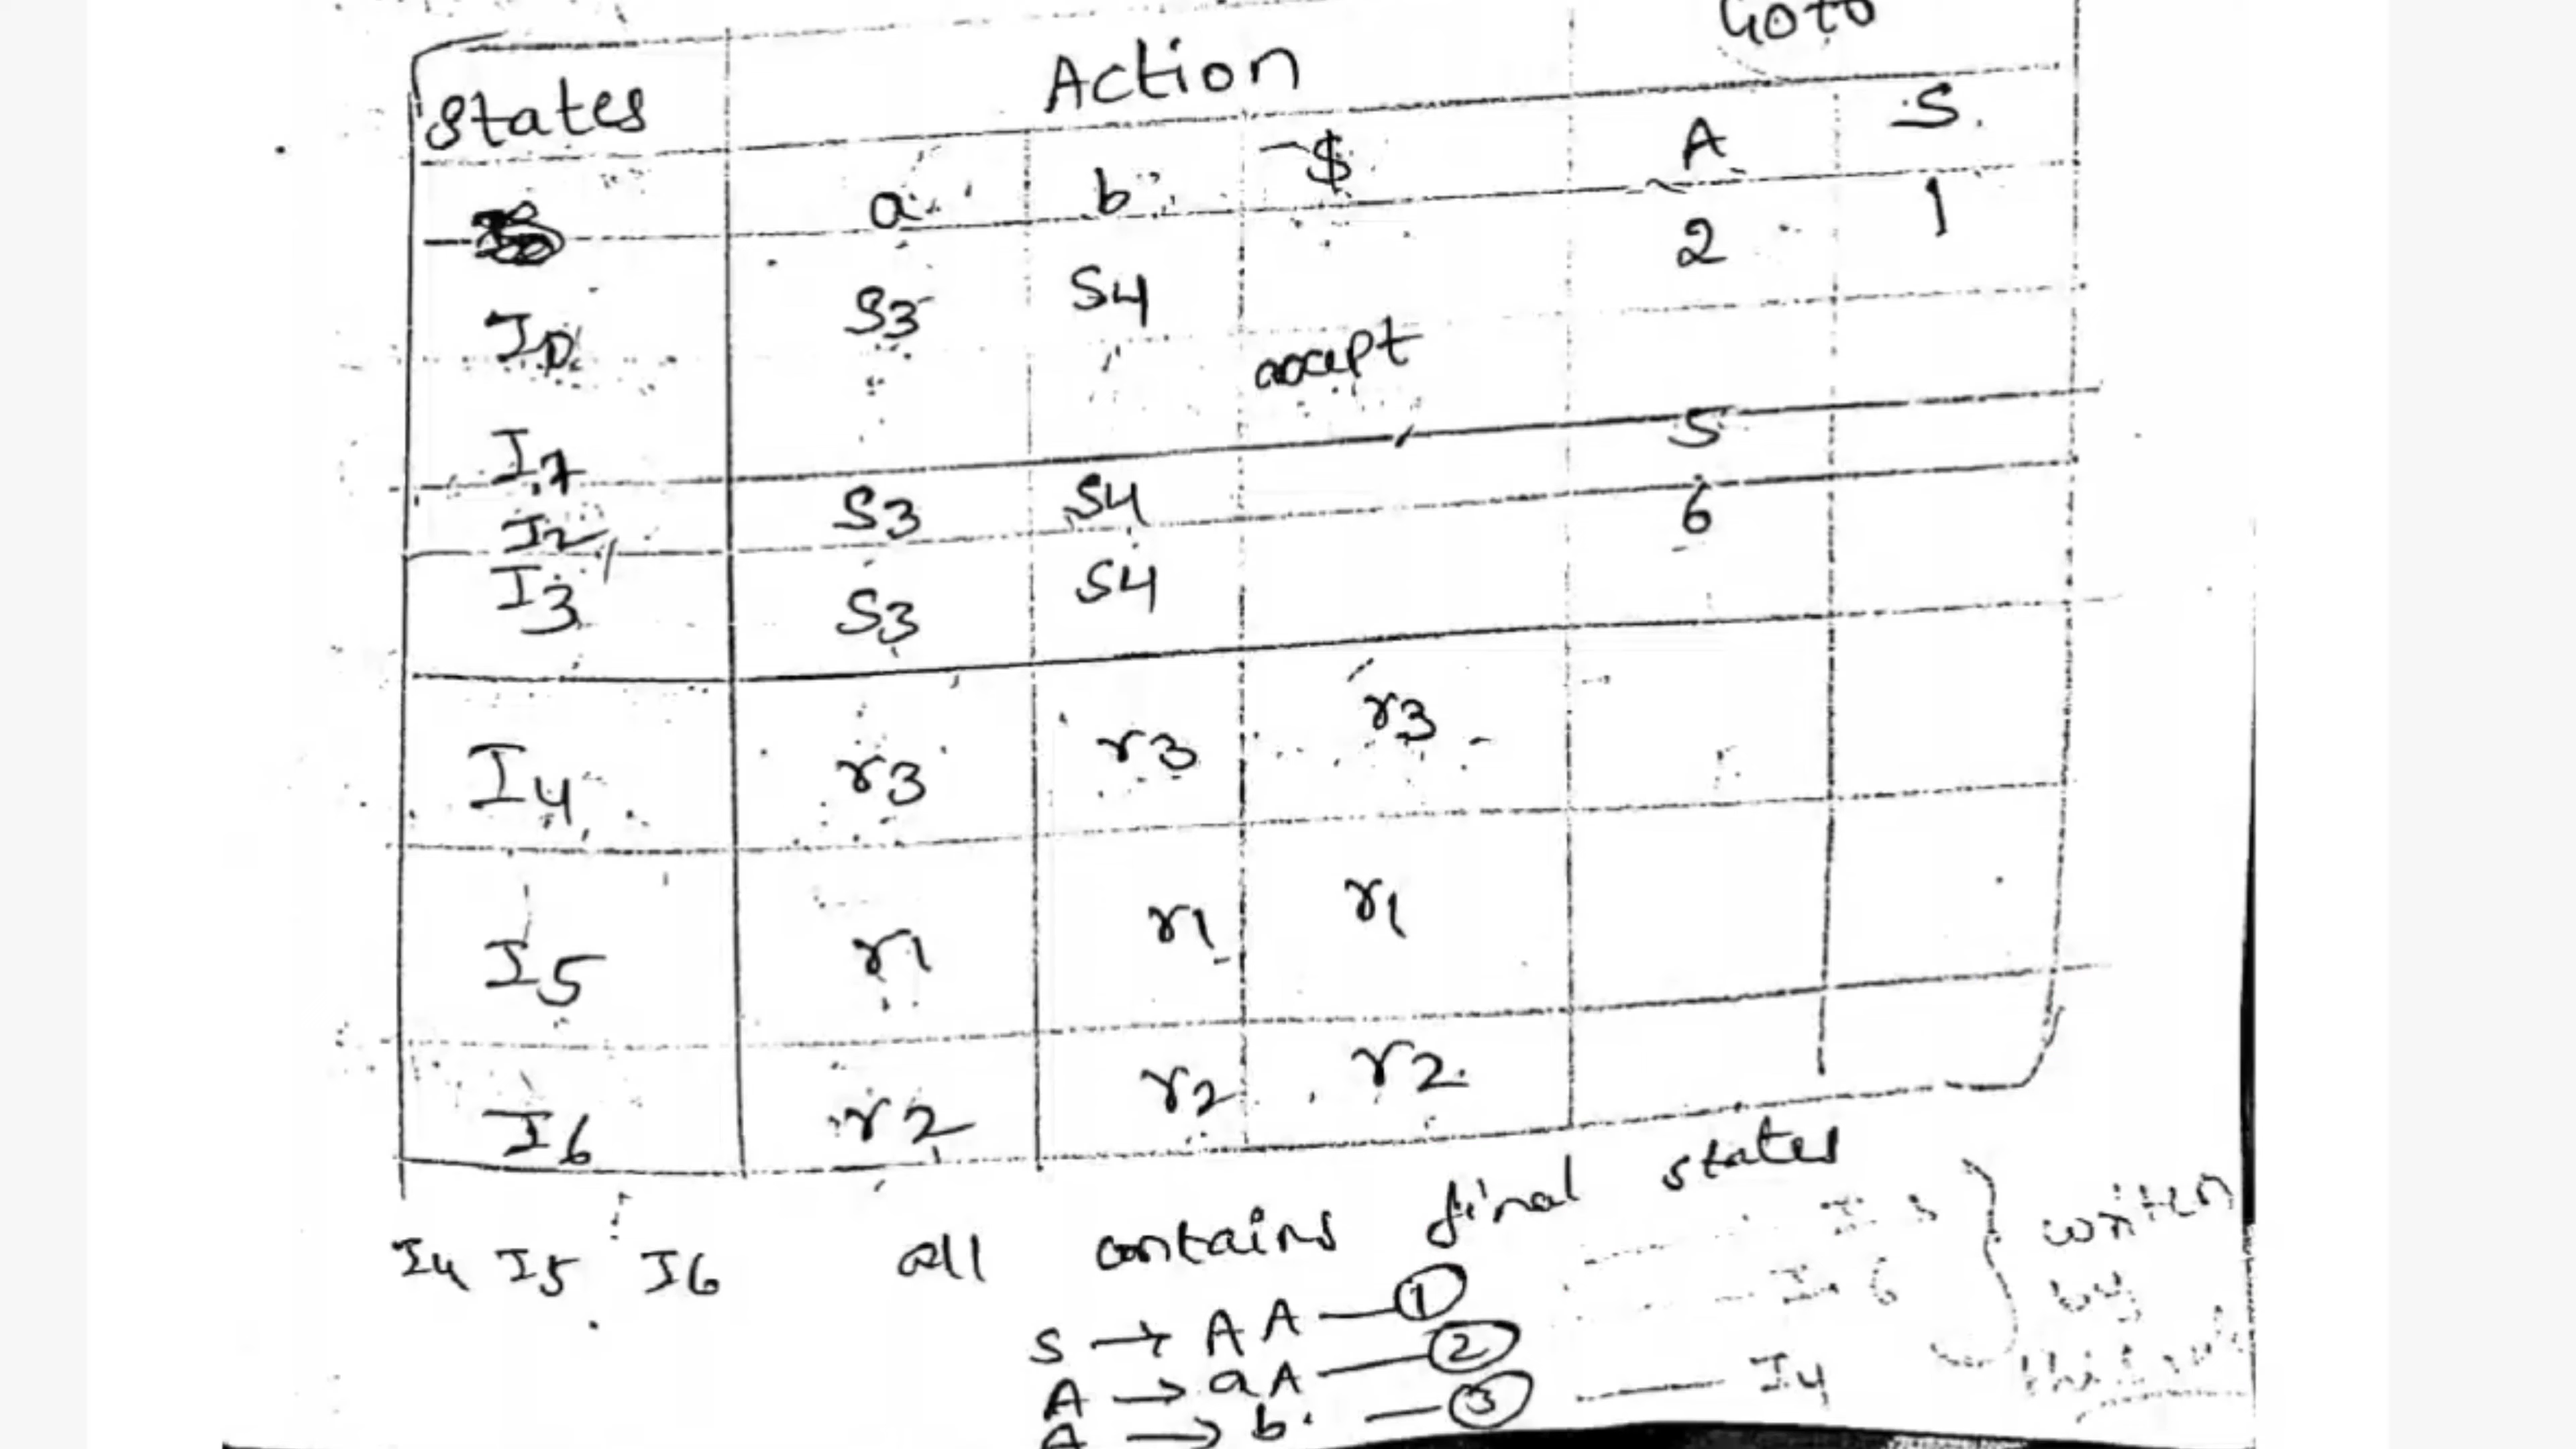 Goto
States Action
A S
a b $
I0 S3 S4 2 1
I1 accept
I2 S3 S4 5
I3 S3 S4 6
I4 r3 r3 r3
I5 r1 r1 r1
I6 r2 r2 r2
I4 I5 I6 all contains final states
S → A A — ①
A → a A — ②
A → b . — ③ — I4
written
by